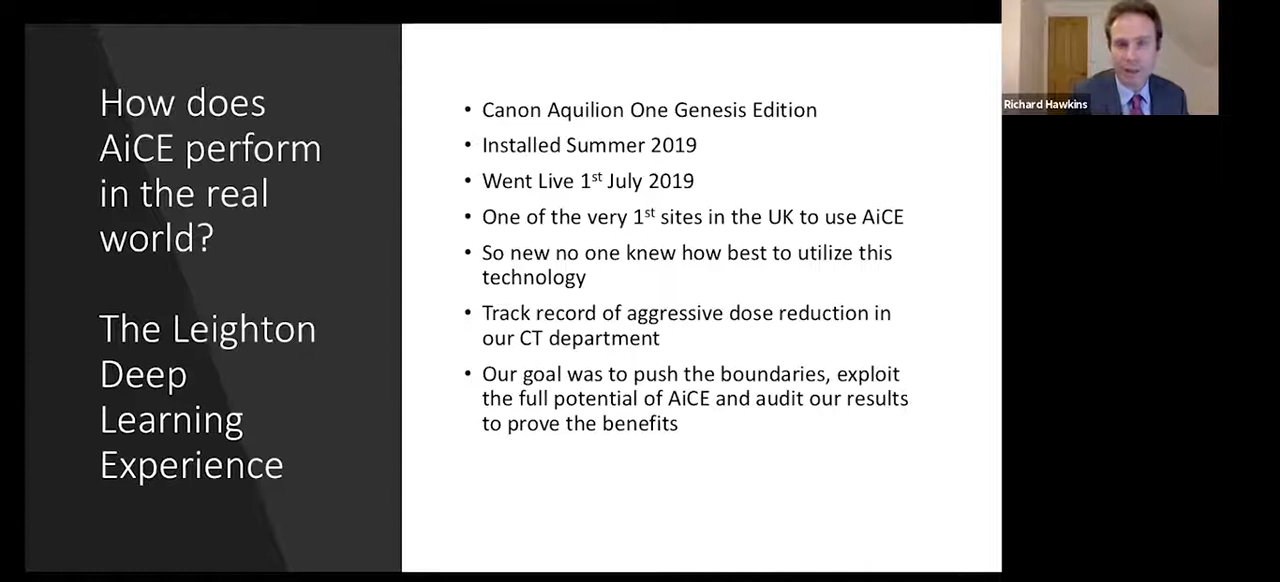 How does
AiCE perform
in the real
world?
The Leighton
Deep
Learning
Experience
• Canon Aquilion One Genesis Edition
• Installed Summer 2019
• Went Live 1st July 2019
• One of the very 1st sites in the UK to use AiCE
• So new no one knew how best to utilize this
technology
• Track record of aggressive dose reduction in
our CT department
• Our goal was to push the boundaries, exploit
the full potential of AiCE and audit our results
to prove the benefits
Richard Hawkins